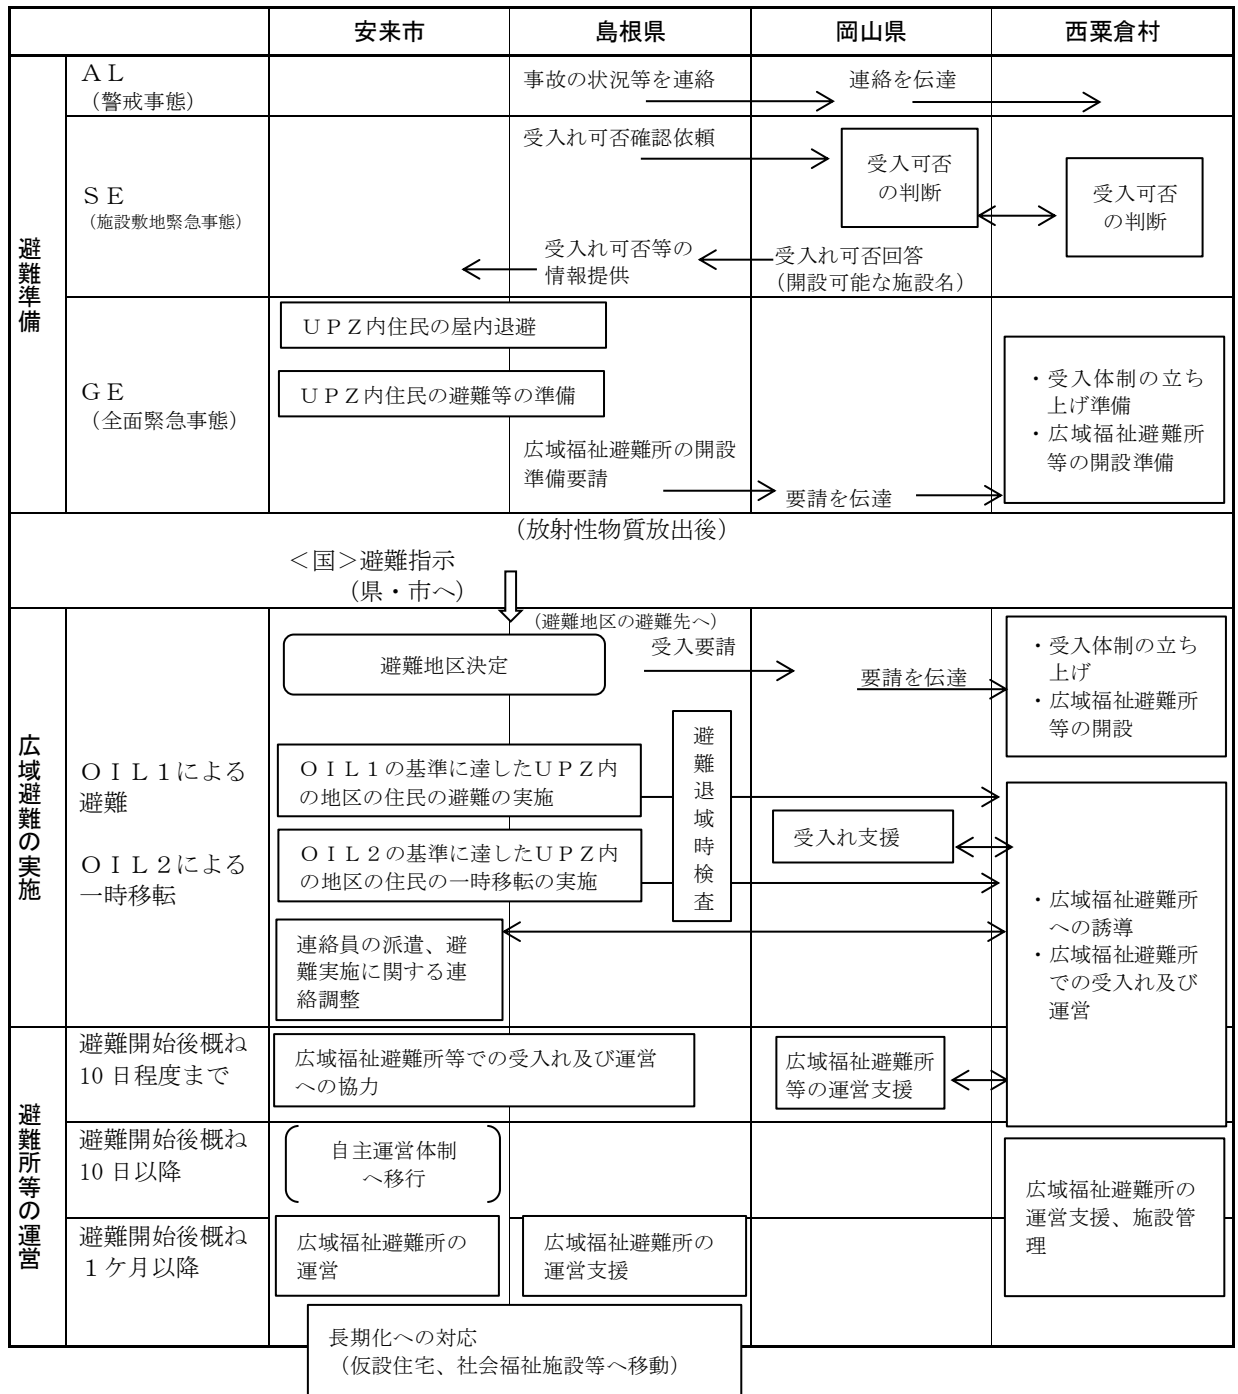 安来市
島根県
岡山県
西粟倉村
避難準備
ＡＬ
（警戒事態）
事故の状況等を連絡
連絡を伝達
ＳＥ
（施設敷地緊急事態）
受入れ可否確認依頼
受入可否
の判断
受入可否
の判断
受入れ可否等の
情報提供
受入れ可否回答
（開設可能な施設名）
ＧＥ
（全面緊急事態）
ＵＰＺ内住民の屋内退避
ＵＰＺ内住民の避難等の準備
広域福祉避難所の開設
準備要請
要請を伝達
・受入体制の立ち
上げ準備
・広域福祉避難所
等の開設準備
（放射性物質放出後）
＜国＞避難指示
（県・市へ）
広域避難の実施
ＯＩＬ１による
避難
ＯＩＬ２による
一時移転
避難地区決定
（避難地区の避難先へ）
受入要請
要請を伝達
・受入体制の立ち
上げ
・広域福祉避難所
等の開設
ＯＩＬ１の基準に達したＵＰＺ内
の地区の住民の避難の実施
避難退域時検査
受入れ支援
ＯＩＬ２の基準に達したＵＰＺ内
の地区の住民の一時移転の実施
連絡員の派遣、避
難実施に関する連
絡調整
・広域福祉避難所
への誘導
・広域福祉避難所
での受入れ及び
運営
避難所等の運営
避難開始後概ね
10 日程度まで
広域福祉避難所等での受入れ及び運営
への協力
広域福祉避難所
等の運営支援
避難開始後概ね
10 日以降
自主運営体制
へ移行
広域福祉避難所の
運営支援、施設管
理
避難開始後概ね
１ケ月以降
広域福祉避難所の
運営
広域福祉避難所の
運営支援
長期化への対応
（仮設住宅、社会福祉施設等へ移動）